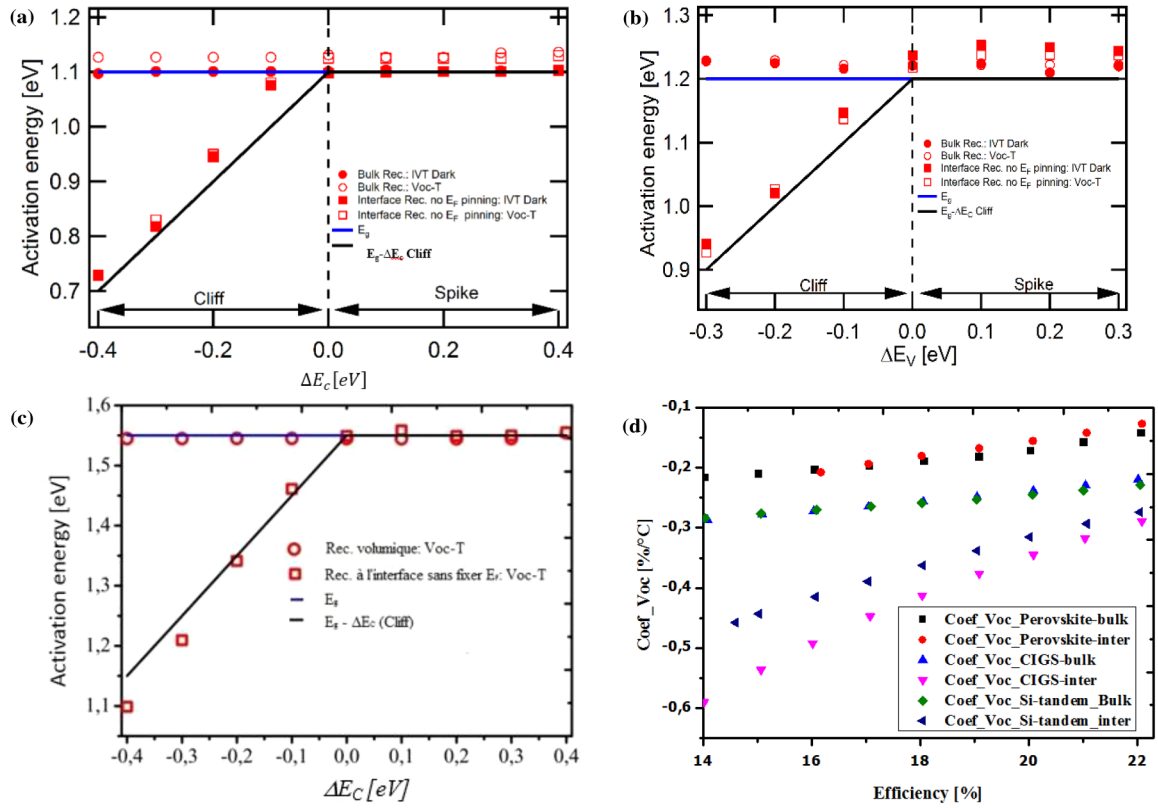 (a)
1.2
1.1
1.0
0.9
0.8
0.7
Activation energy [eV]
Bulk Rec.: IVT Dark
Bulk Rec.: Voc-T
Interface Rec. no EF pinning: IVT Dark
Interface Rec. no EF pinning: Voc-T
Eg
Eg-ΔEc Cliff
Cliff
Spike
-0.4
-0.2
0.0
0.2
0.4
ΔEc [eV]
(b)
1.3
1.2
1.1
1.0
0.9
Activation energy [eV]
Bulk Rec.: IVT Dark
Bulk Rec.: Voc-T
Interface Rec. no EF pinning: IVT Dark
Interface Rec. no EF pinning: Voc-T
Eg
Eg-ΔEC Cliff
Cliff
Spike
-0.3
-0.2
-0.1
0.0
0.1
0.2
0.3
ΔEV [eV]
(c)
1,6
1,5
1,4
1,3
1,2
1,1
Activation energy [eV]
Rec. volumique: Voc-T
Rec. à l'interface sans fixer EF: Voc-T
Eg
Eg - ΔEC (Cliff)
-0,4
-0,3
-0,2
-0,1
0,0
0,1
0,2
0,3
0,4
ΔEC [eV]
(d)
-0,1
-0,2
-0,3
-0,4
-0,5
-0,6
Coef_Voc [%/°C]
Coef_Voc_Perovskite-bulk
Coef_Voc_Perovskite-inter
Coef_Voc_CIGS-bulk
Coef_Voc_CIGS-inter
Coef_Voc_Si-tandem_Bulk
Coef_Voc_Si-tandem_inter
14
16
18
20
22
Efficiency [%]